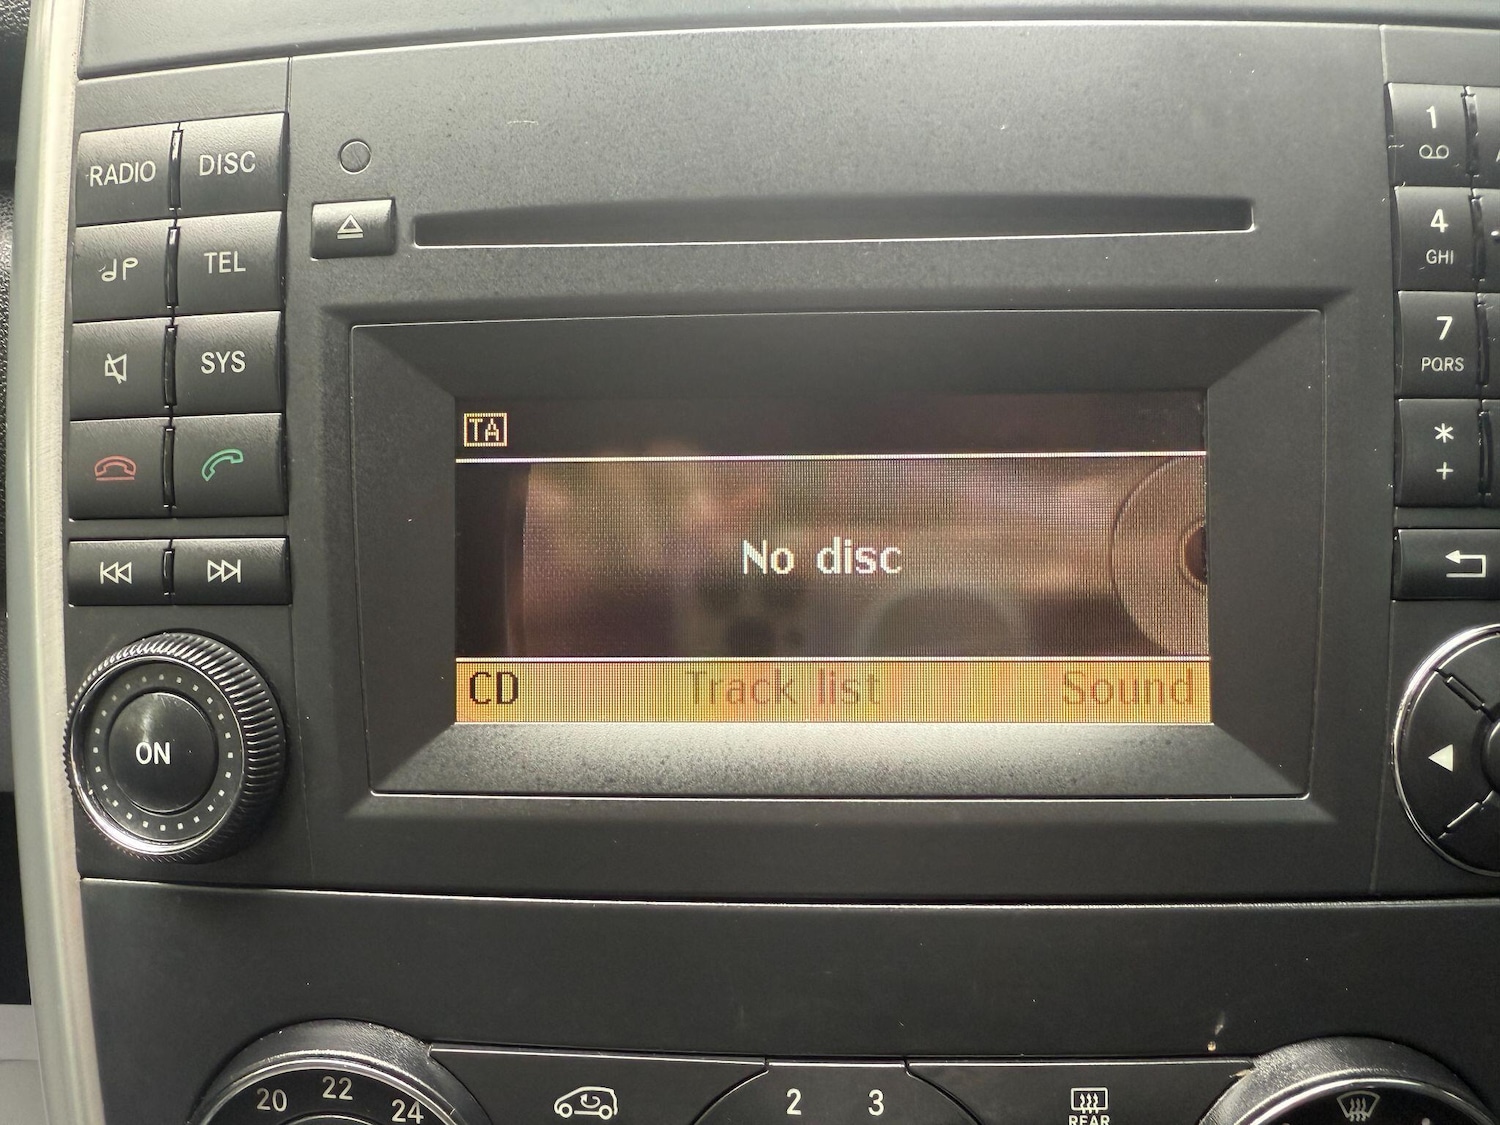 RADIO DISC
TEL
SYS
ON
TA
No disc
CD Track list Sound
1
4
GHI
7
PQRS
*
+
20 22 24
2 3
REAR